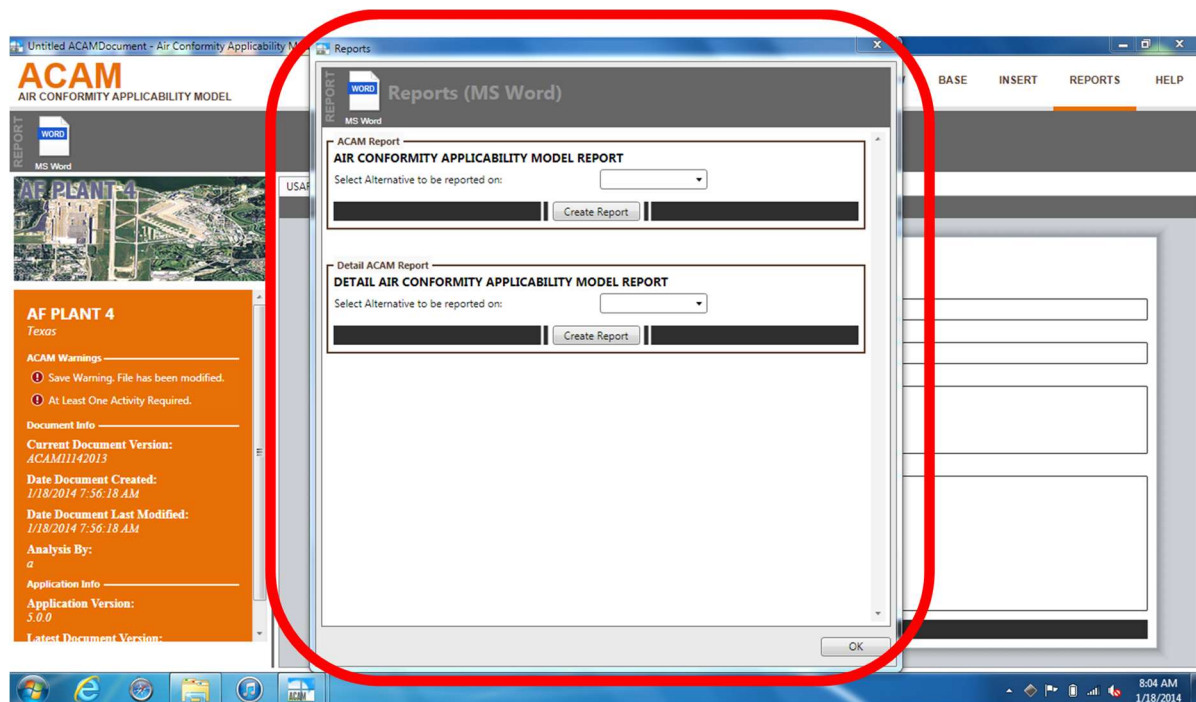 Untitled ACAMDocument - Air Conformity Applicability M
Reports
ACAM
AIR CONFORMITY APPLICABILITY MODEL
BASE
INSERT
REPORTS
HELP
REPORT
WORD
MS Word
REPORT
WORD
MS Word
Reports (MS Word)
AF PLANT 4
USAF
ACAM Report
AIR CONFORMITY APPLICABILITY MODEL REPORT
Select Alternative to be reported on:
Create Report
Detail ACAM Report
DETAIL AIR CONFORMITY APPLICABILITY MODEL REPORT
Select Alternative to be reported on:
Create Report
OK
AF PLANT 4
Texas
ACAM Warnings
Save Warning. File has been modified.
At Least One Activity Required.
Document Info
Current Document Version:
ACAM11142013
Date Document Created:
1/18/2014 7:56:18 AM
Date Document Last Modified:
1/18/2014 7:56:18 AM
Analysis By:
a
Application Info
Application Version:
5.0.0
Latest Document Version:
ACAM
8:04 AM
1/18/2014